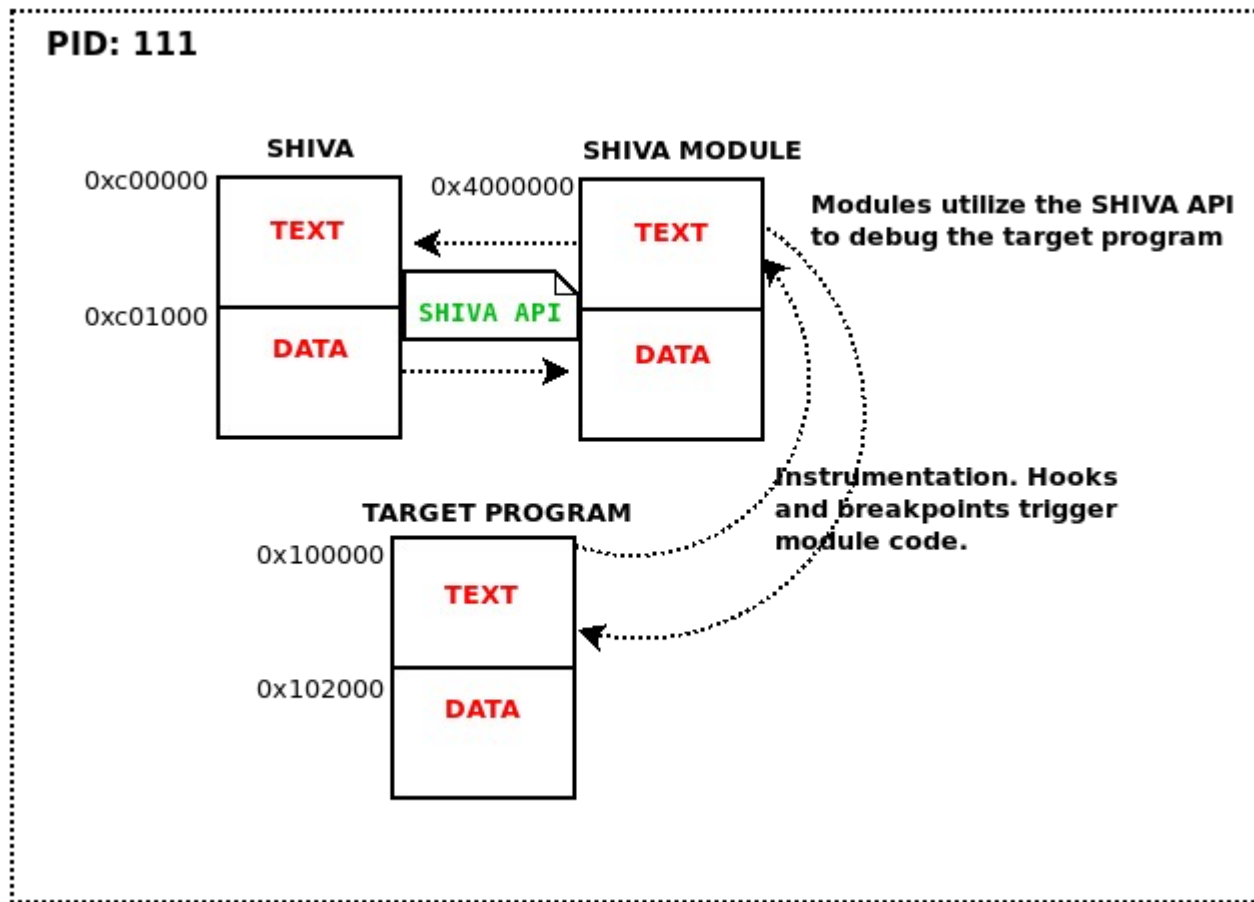 PID: 111
SHIVA
SHIVA MODULE
0xc00000
0x4000000
TEXT
TEXT
Modules utilize the SHIVA API
to debug the target program
SHIVA API
0xc01000
DATA
DATA
Instrumentation. Hooks
and breakpoints trigger
module code.
TARGET PROGRAM
0x100000
TEXT
0x102000
DATA